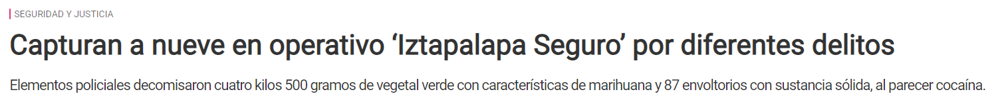 SEGURIDAD Y JUSTICIA
Capturan a nueve en operativo ‘Iztapalapa Seguro’ por diferentes delitos
Elementos policiales decomisaron cuatro kilos 500 gramos de vegetal verde con características de marihuana y 87 envoltorios con sustancia sólida, al parecer cocaína.